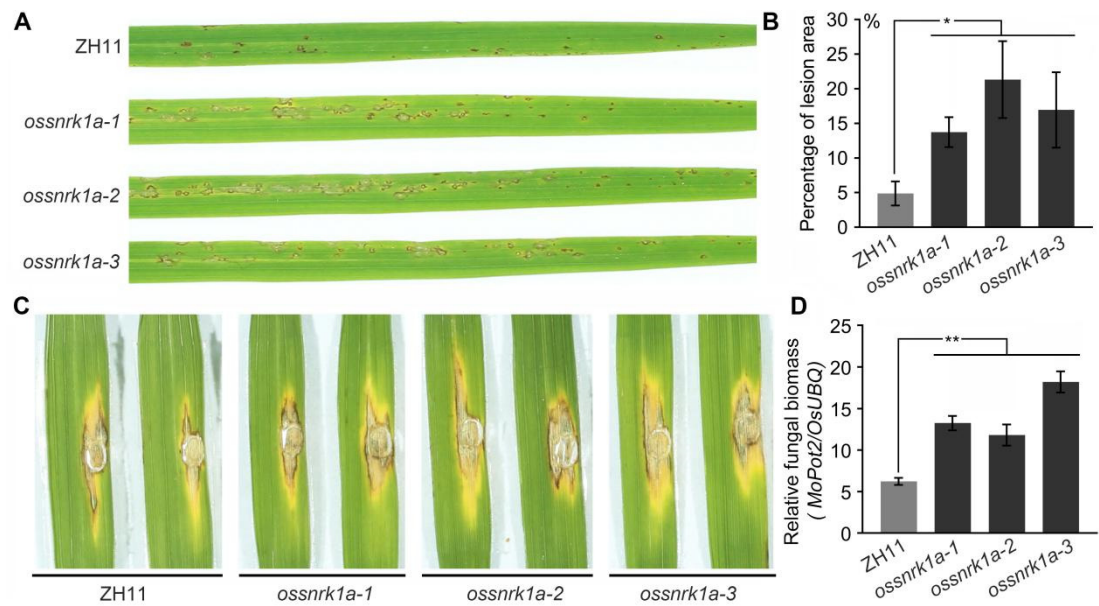 A
ZH11
ossnrk1a-1
ossnrk1a-2
ossnrk1a-3
B
Percentage of lesion area
%
30
25
20
15
10
5
0
*
ZH11
ossnrk1a-1
ossnrk1a-2
ossnrk1a-3
C
ZH11
ossnrk1a-1
ossnrk1a-2
ossnrk1a-3
D
Relative fungal biomass
( MoPot2/OsUBQ)
25
20
15
10
5
0
**
ZH11
ossnrk1a-1
ossnrk1a-2
ossnrk1a-3